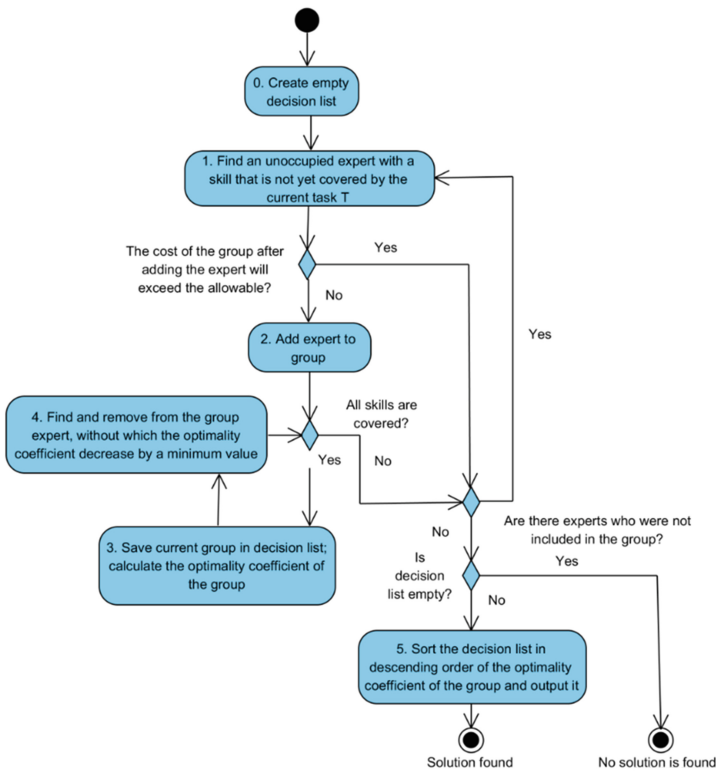 0. Create empty
decision list
1. Find an unoccupied expert with a
skill that is not yet covered by the
current task T
The cost of the group after
adding the expert will
exceed the allowable?
Yes
No
Yes
2. Add expert to
group
All skills are
covered?
4. Find and remove from the group
expert, without which the optimality
coefficient decrease by a minimum value
Yes
No
Are there experts who were not
included in the group?
No
3. Save current group in decision list;
calculate the optimality coefficient of
the group
Is
decision
list empty?
Yes
No
5. Sort the decision list in
descending order of the optimality
coefficient of the group and output it
Solution found
No solution is found